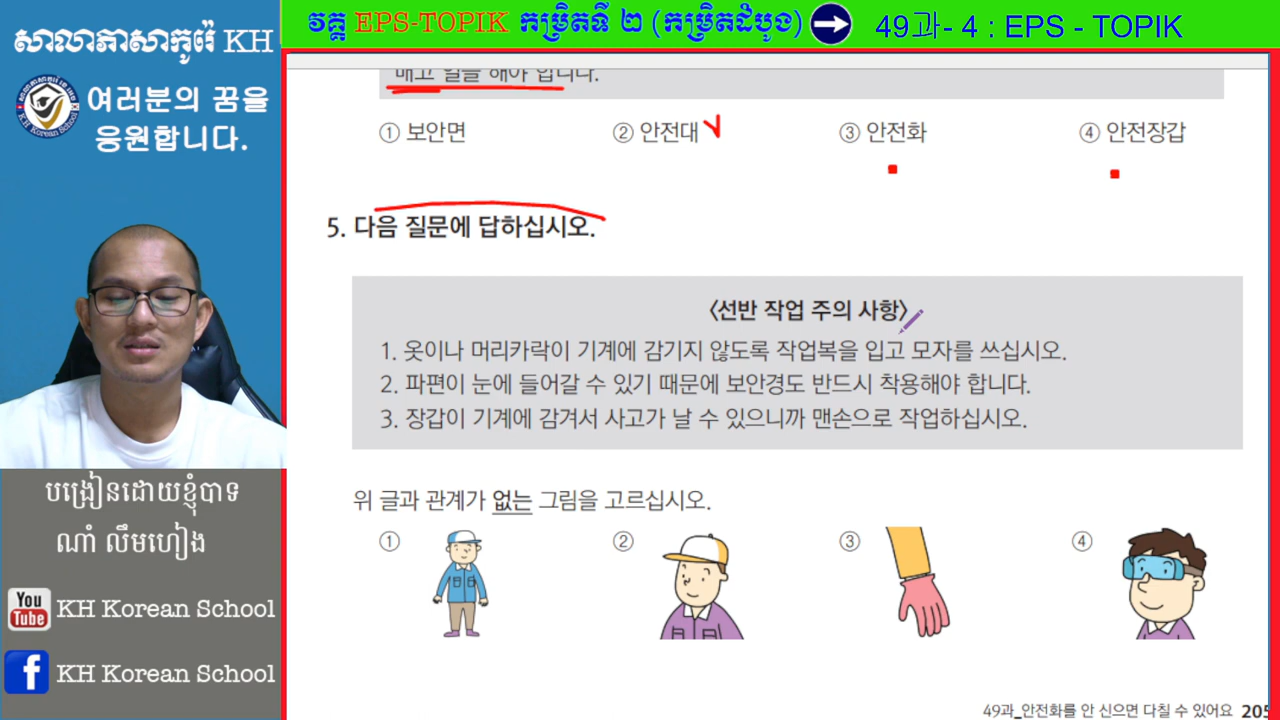 សាលាភាសាកូរ៉េ KH
여러분의 꿈을
응원합니다.
វគ្គ EPS-TOPIK កម្រិតទី ២ (កម្រិតដំបូង) 49과- 4 : EPS - TOPIK
매고 일을 해야 합니다.
① 보안면 ② 안전대 ③ 안전화 ④ 안전장갑
5. 다음 질문에 답하십시오.
〈선반 작업 주의 사항〉
1. 옷이나 머리카락이 기계에 감기지 않도록 작업복을 입고 모자를 쓰십시오.
2. 파편이 눈에 들어갈 수 있기 때문에 보안경도 반드시 착용해야 합니다.
3. 장갑이 기계에 감겨서 사고가 날 수 있으니까 맨손으로 작업하십시오.
위 글과 관계가 없는 그림을 고르십시오.
① ② ③ ④
បង្រៀនដោយខ្ញុំបាទ
ណាំ លឹមហៀង
You Tube KH Korean School
f KH Korean School
49과_안전화를 안 신으면 다칠 수 있어요 205